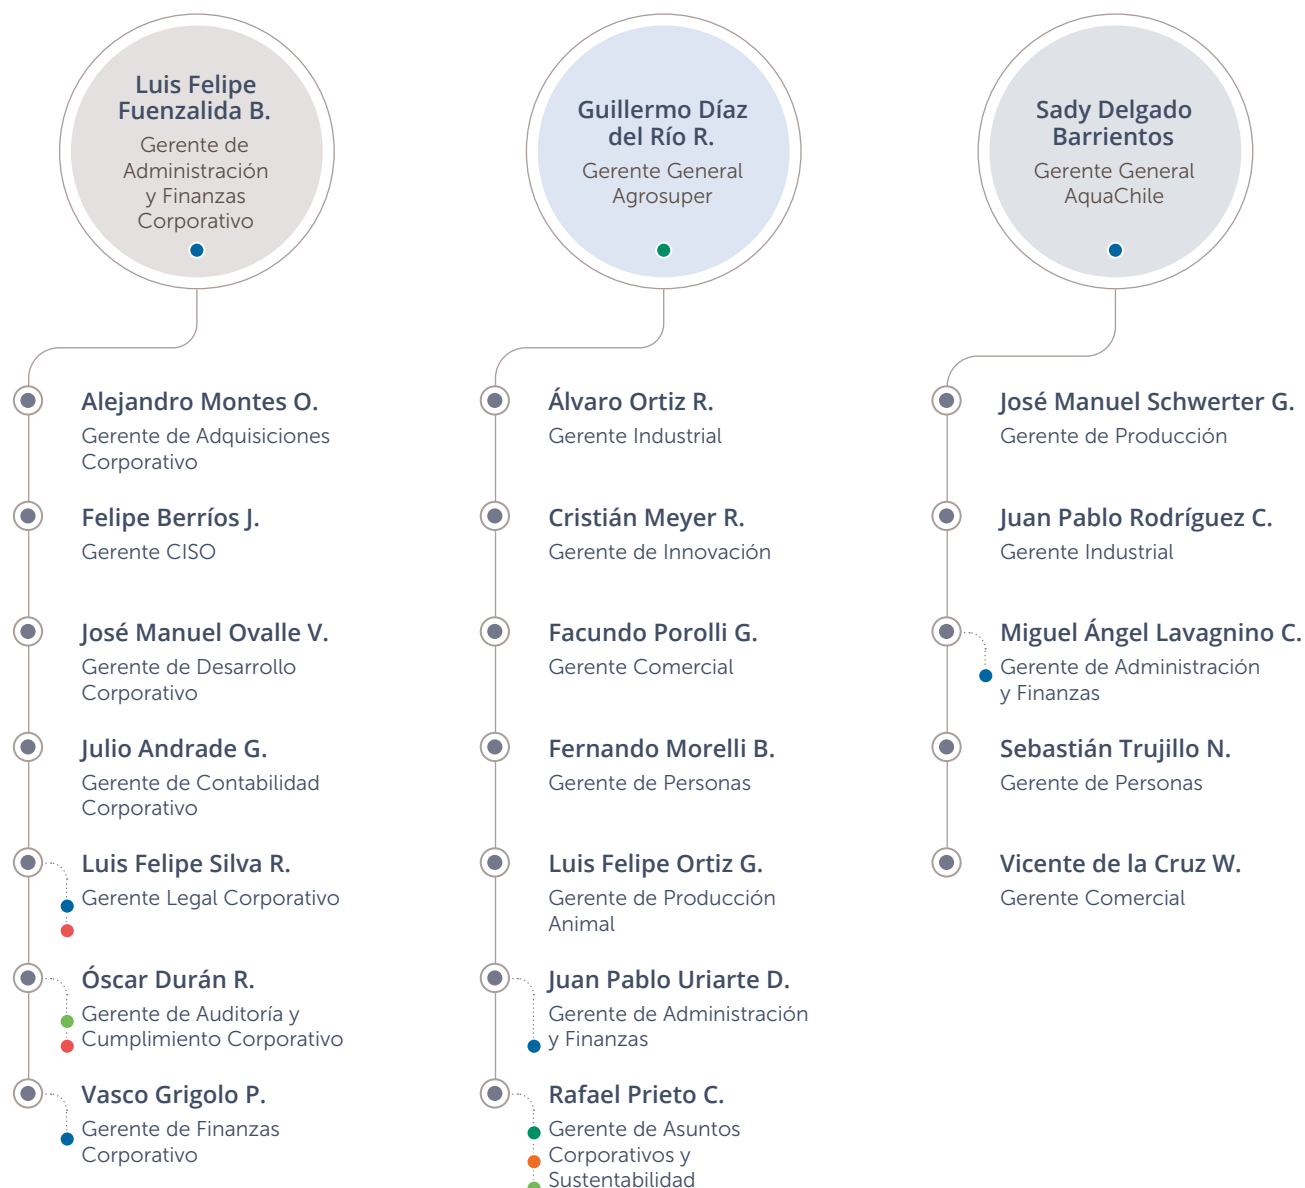 Luis Felipe
Fuenzalida B.
Gerente de
Administración
y Finanzas
Corporativo
Alejandro Montes O.
Gerente de Adquisiciones
Corporativo
Felipe Berríos J.
Gerente CISO
José Manuel Ovalle V.
Gerente de Desarrollo
Corporativo
Julio Andrade G.
Gerente de Contabilidad
Corporativo
Luis Felipe Silva R.
Gerente Legal Corporativo
Óscar Durán R.
Gerente de Auditoría y
Cumplimiento Corporativo
Vasco Grigolo P.
Gerente de Finanzas
Corporativo
Guillermo Díaz
del Río R.
Gerente General
Agrosuper
Álvaro Ortiz R.
Gerente Industrial
Cristián Meyer R.
Gerente de Innovación
Facundo Porolli G.
Gerente Comercial
Fernando Morelli B.
Gerente de Personas
Luis Felipe Ortiz G.
Gerente de Producción
Animal
Juan Pablo Uriarte D.
Gerente de Administración
y Finanzas
Rafael Prieto C.
Gerente de Asuntos
Corporativos y
Sustentabilidad
Sady Delgado
Barrientos
Gerente General
AquaChile
José Manuel Schwerter G.
Gerente de Producción
Juan Pablo Rodríguez C.
Gerente Industrial
Miguel Ángel Lavagnino C.
Gerente de Administración
y Finanzas
Sebastián Trujillo N.
Gerente de Personas
Vicente de la Cruz W.
Gerente Comercial